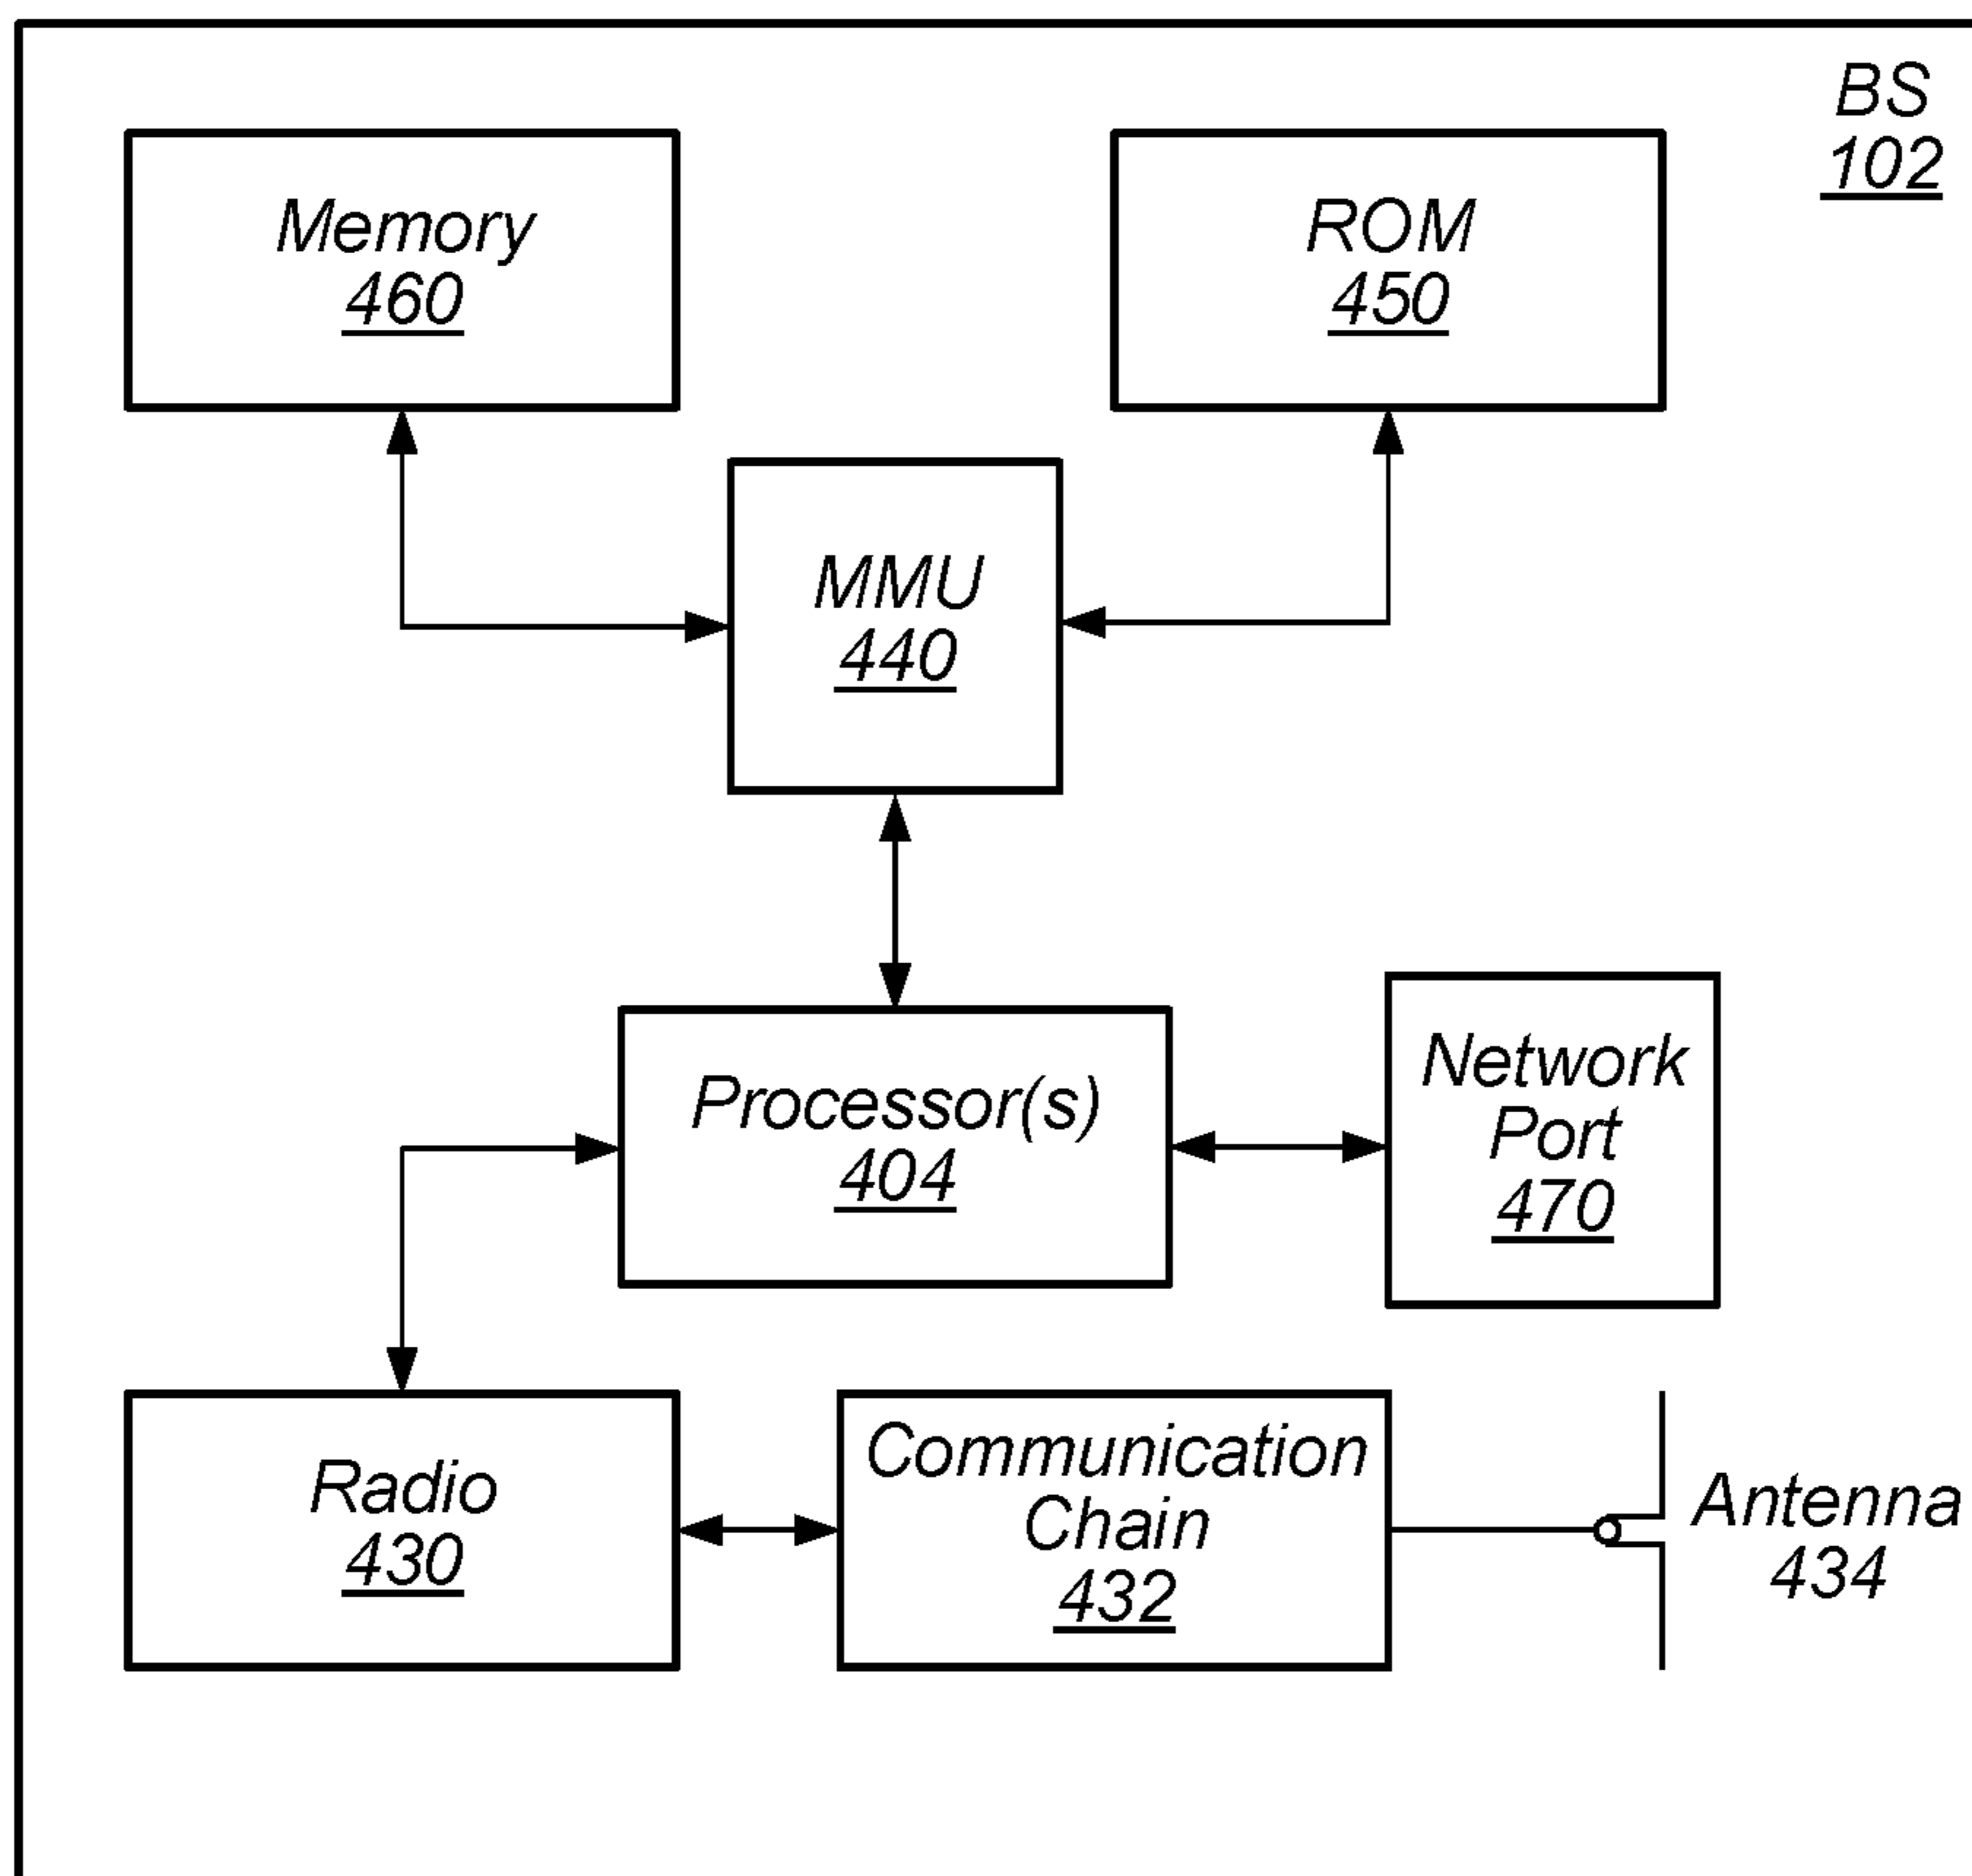 BS
102
Memory
460
ROM
450
MMU
440
Processor(s)
404
Network
Port
470
Radio
430
Communication
Chain
432
Antenna
434